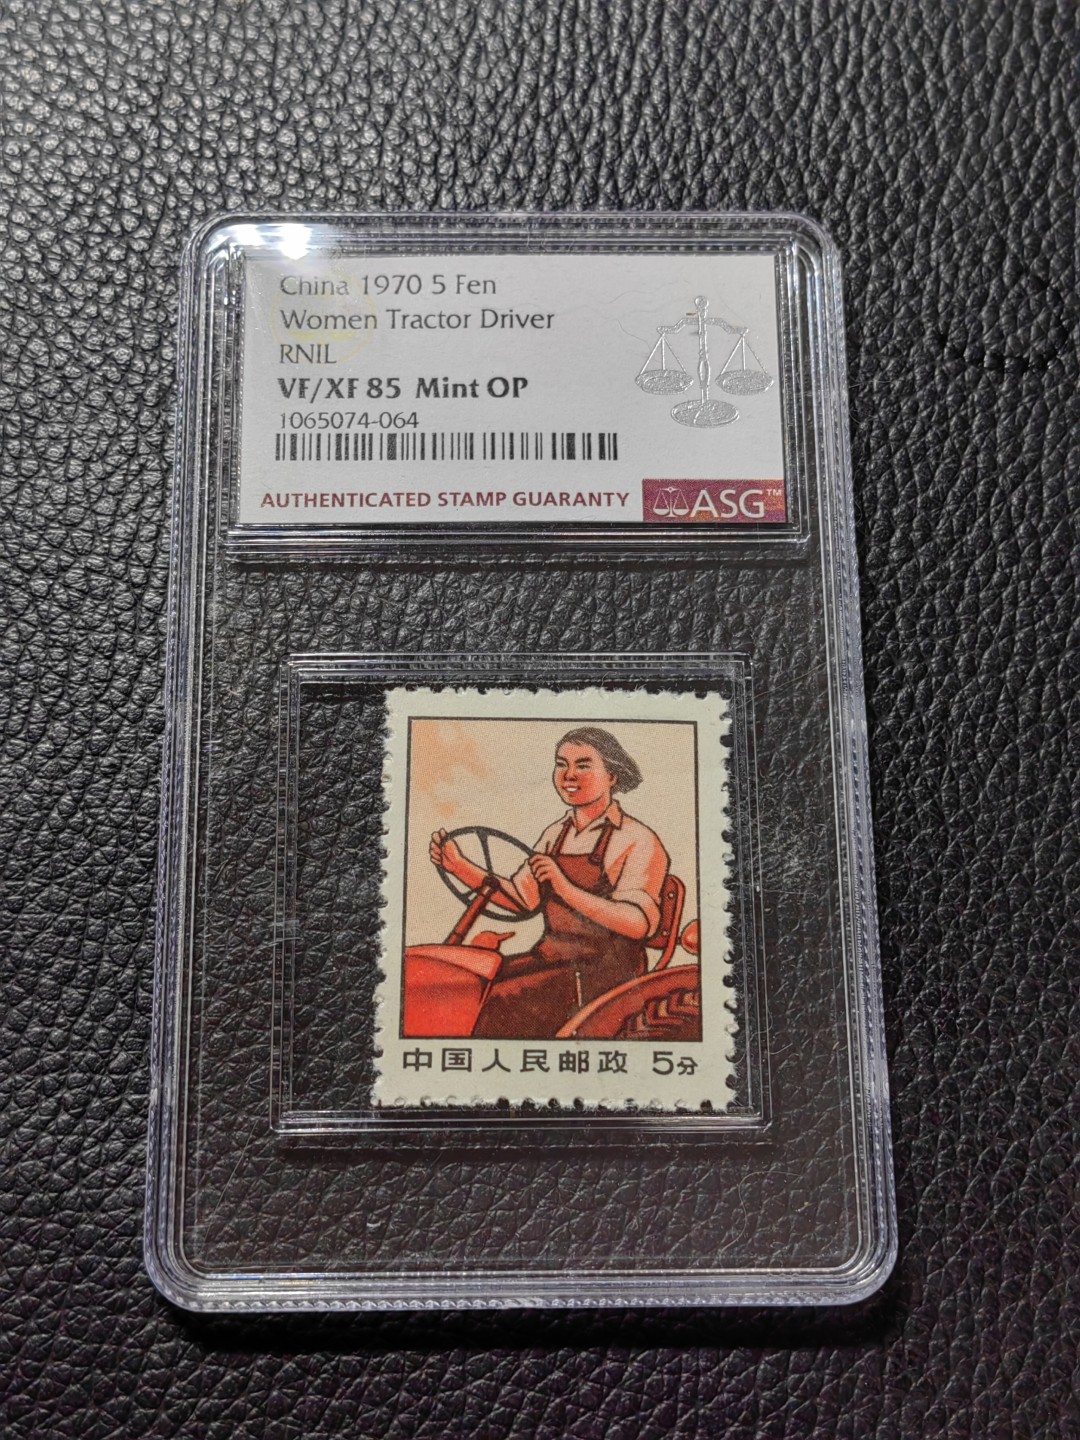 China 1970 5 Fen
Women Tractor Driver
RNIL
VF/XF 85 Mint OP
1065074-064
AUTHENTICATED STAMP GUARANTY ASG™
中国人民邮政 5分